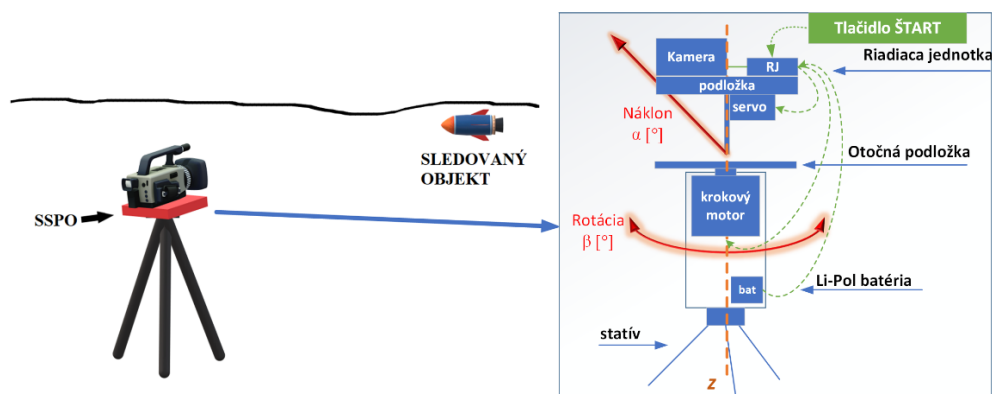 SLEDOVANÝ
OBJEKT
SSPO
Tlačidlo ŠTART
Kamera
RJ
Riadiaca jednotka
podložka
servo
Náklon
α [°]
Otočná podložka
krokový
motor
Rotácia
β [°]
bat
Li-Pol batéria
statív
z